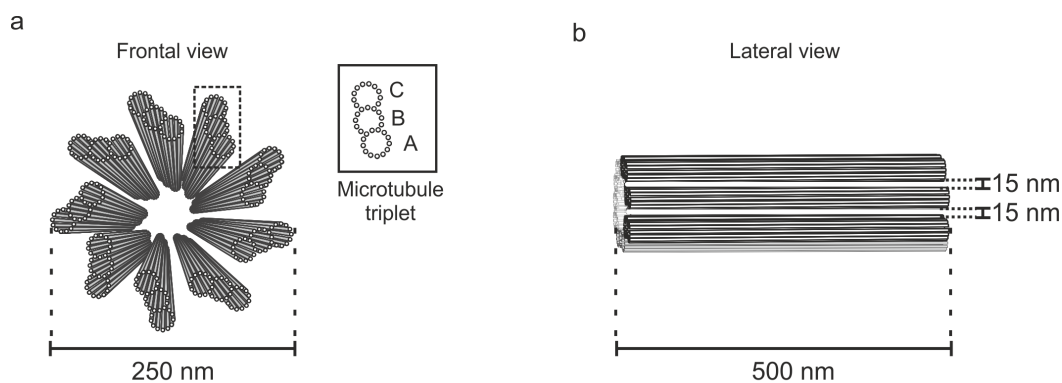 a
Frontal view
C
B
A
Microtubule
triplet
250 nm
b
Lateral view
15 nm
15 nm
500 nm